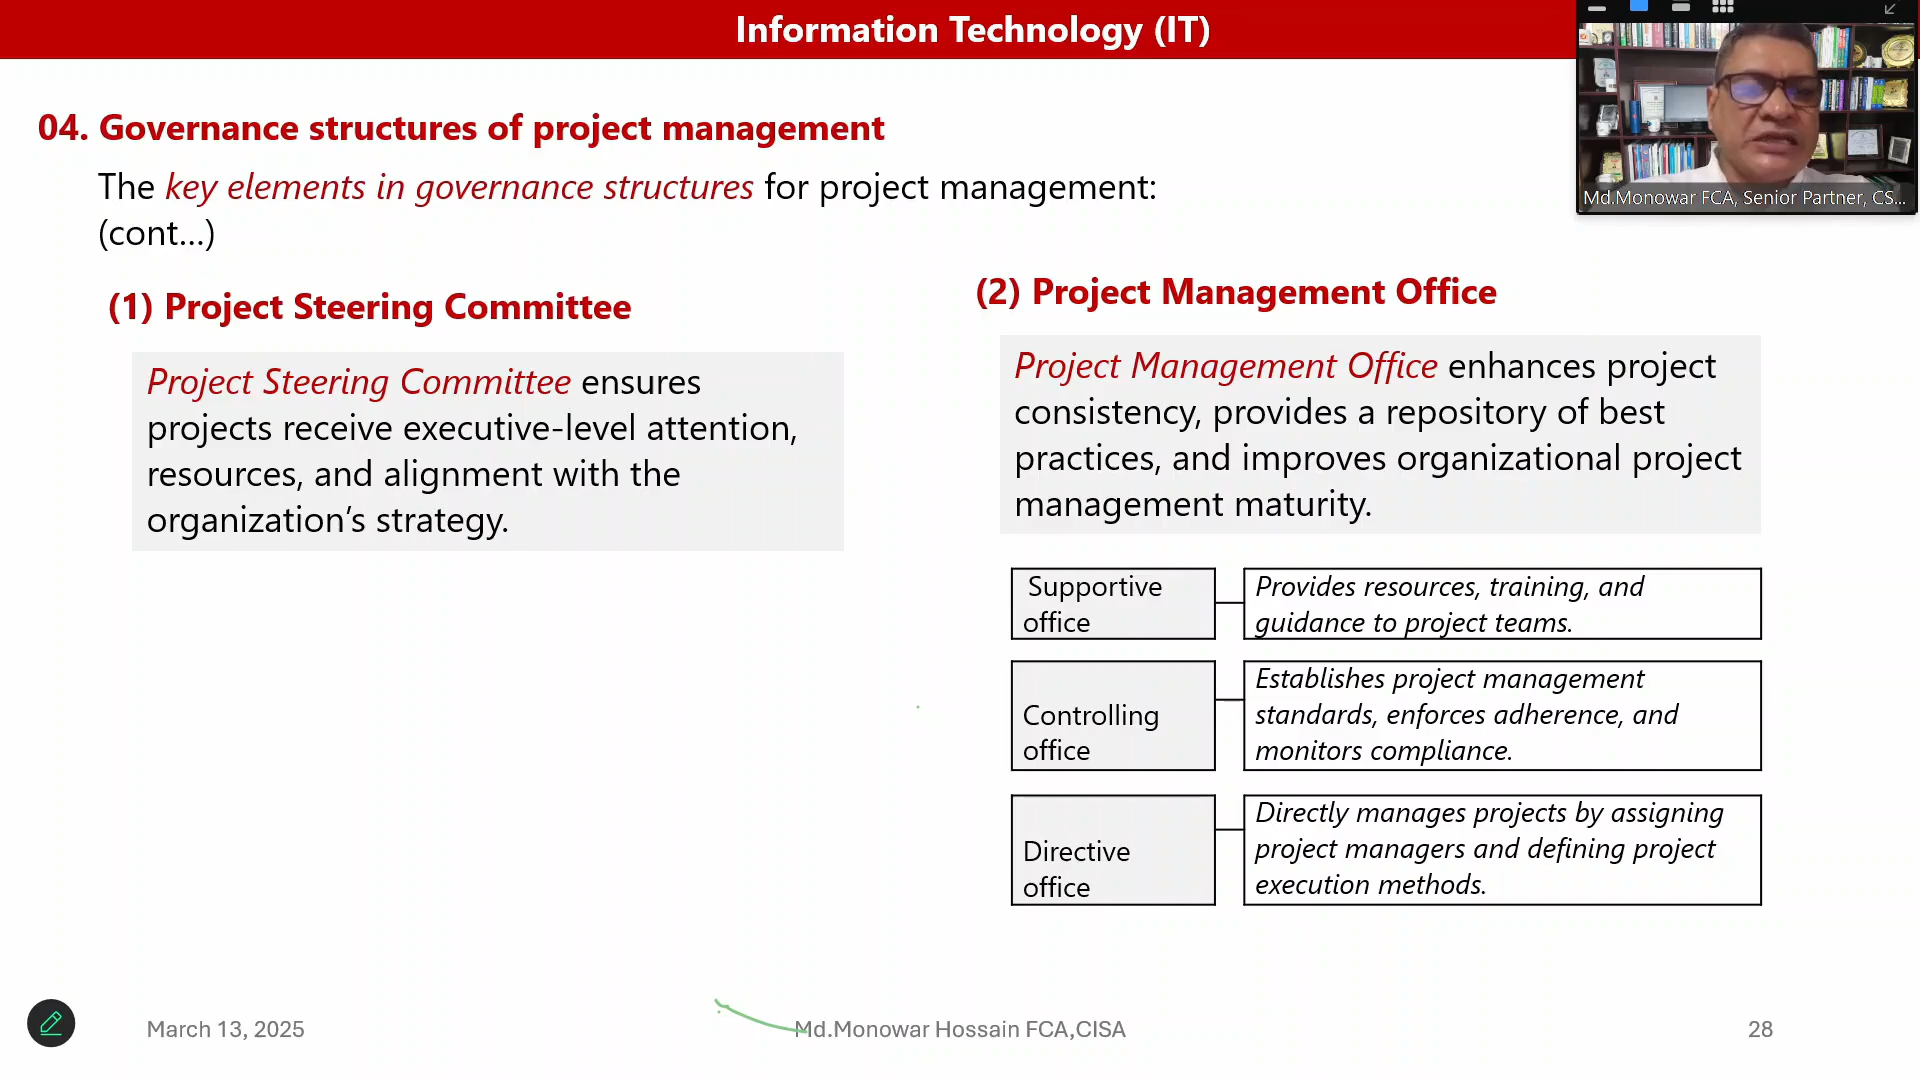 Information Technology (IT)
Md.Monowar FCA, Senior Partner, CS...
04. Governance structures of project management
The key elements in governance structures for project management:
(cont...)
(1) Project Steering Committee
Project Steering Committee ensures
projects receive executive-level attention,
resources, and alignment with the
organization’s strategy.
(2) Project Management Office
Project Management Office enhances project
consistency, provides a repository of best
practices, and improves organizational project
management maturity.
Supportive
office
Provides resources, training, and
guidance to project teams.
Controlling
office
Establishes project management
standards, enforces adherence, and
monitors compliance.
Directive
office
Directly manages projects by assigning
project managers and defining project
execution methods.
March 13, 2025
Md.Monowar Hossain FCA,CISA
28